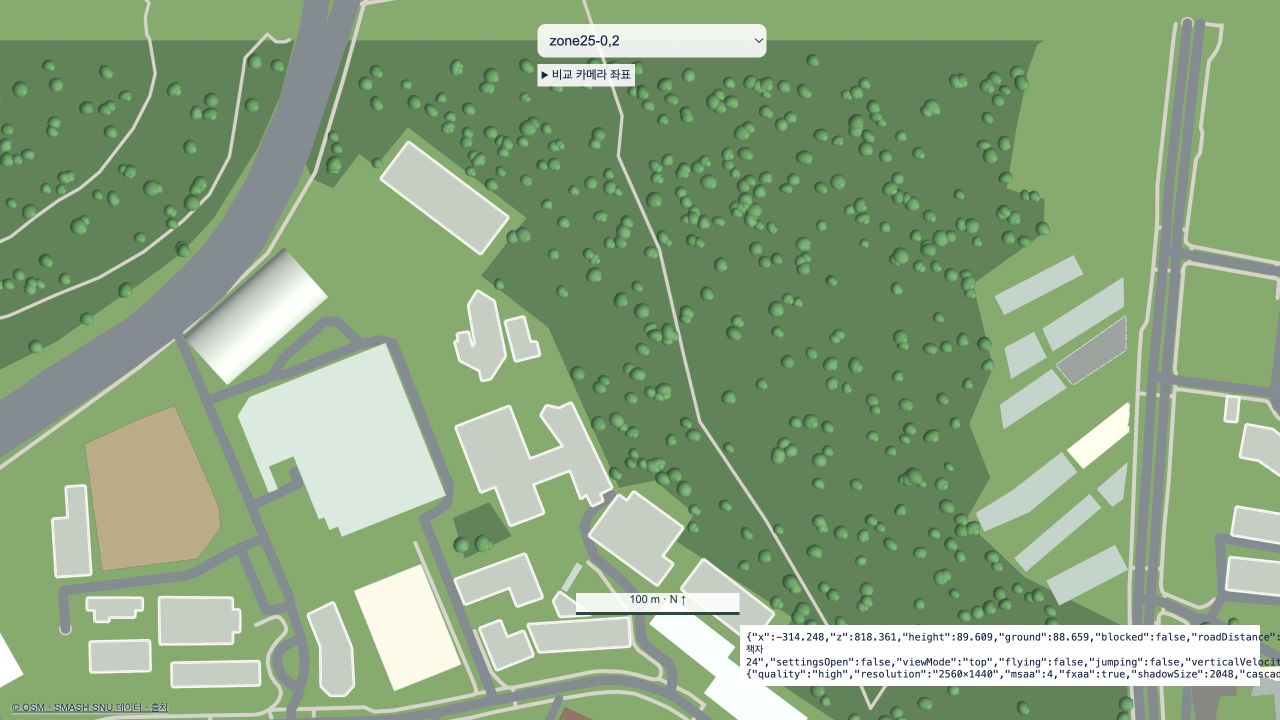 zone25-0,2
▶ 비교 카메라 좌표
100 m · N ↑
{"x":−314.248,"z":818.361,"height":89.609,"ground":88.659,"blocked":false,"roadDistance"
책자
24","settingsOpen":false,"viewMode":"top","flying":false,"jumping":false,"verticalVeloci
{"quality":"high","resolution":"2560×1440","msaa":4,"fxaa":true,"shadowSize":2048,"cascad
© OSM · SMASH SNU 데이터 · 출처